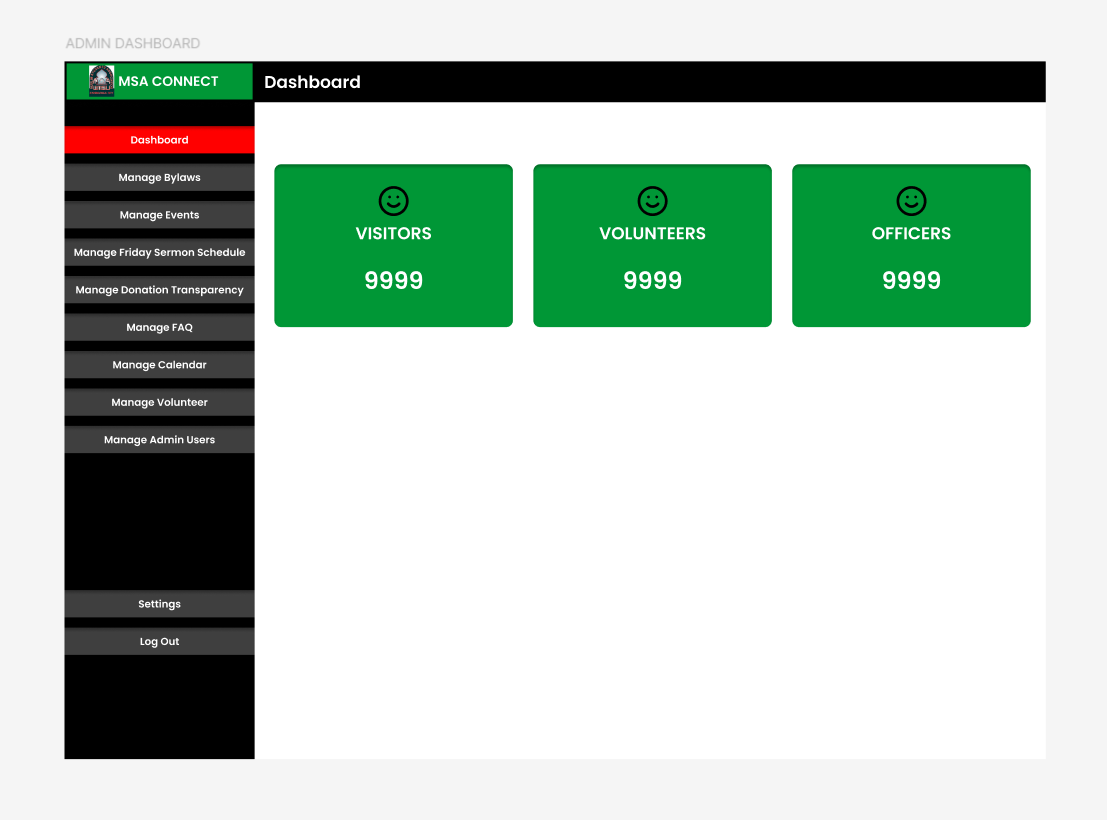 ADMIN DASHBOARD
MSA CONNECT
Dashboard
Dashboard
Manage Bylaws
Manage Events
Manage Friday Sermon Schedule
Manage Donation Transparency
Manage FAQ
Manage Calendar
Manage Volunteer
Manage Admin Users
Settings
Log Out
VISITORS
9999
VOLUNTEERS
9999
OFFICERS
9999